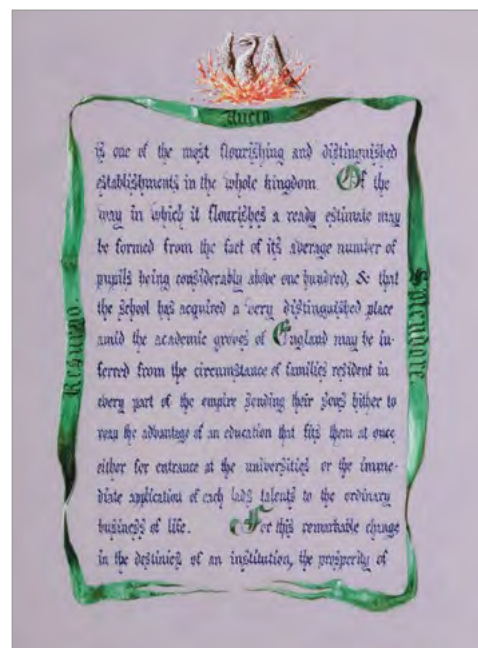 Aucto
is one of the most flourishing and distinguished
establishments in the whole kingdom. Of the
way in which it flourishes a ready estimate may
be formed from the fact of its average number of
pupils being considerably above one hundred, & that
the school has acquired a very distinguished place
amid the academic groves of England may be in-
ferred from the circumstance of families resident in
every part of the empire sending their sons hither to
reap the advantage of an education that fits them at once
either for entrance at the universities or the imme-
diate application of each lads talents to the ordinary
business of life. For this remarkable change
in the destinies of an institution, the prosperity of
Resurgo.
Splendore